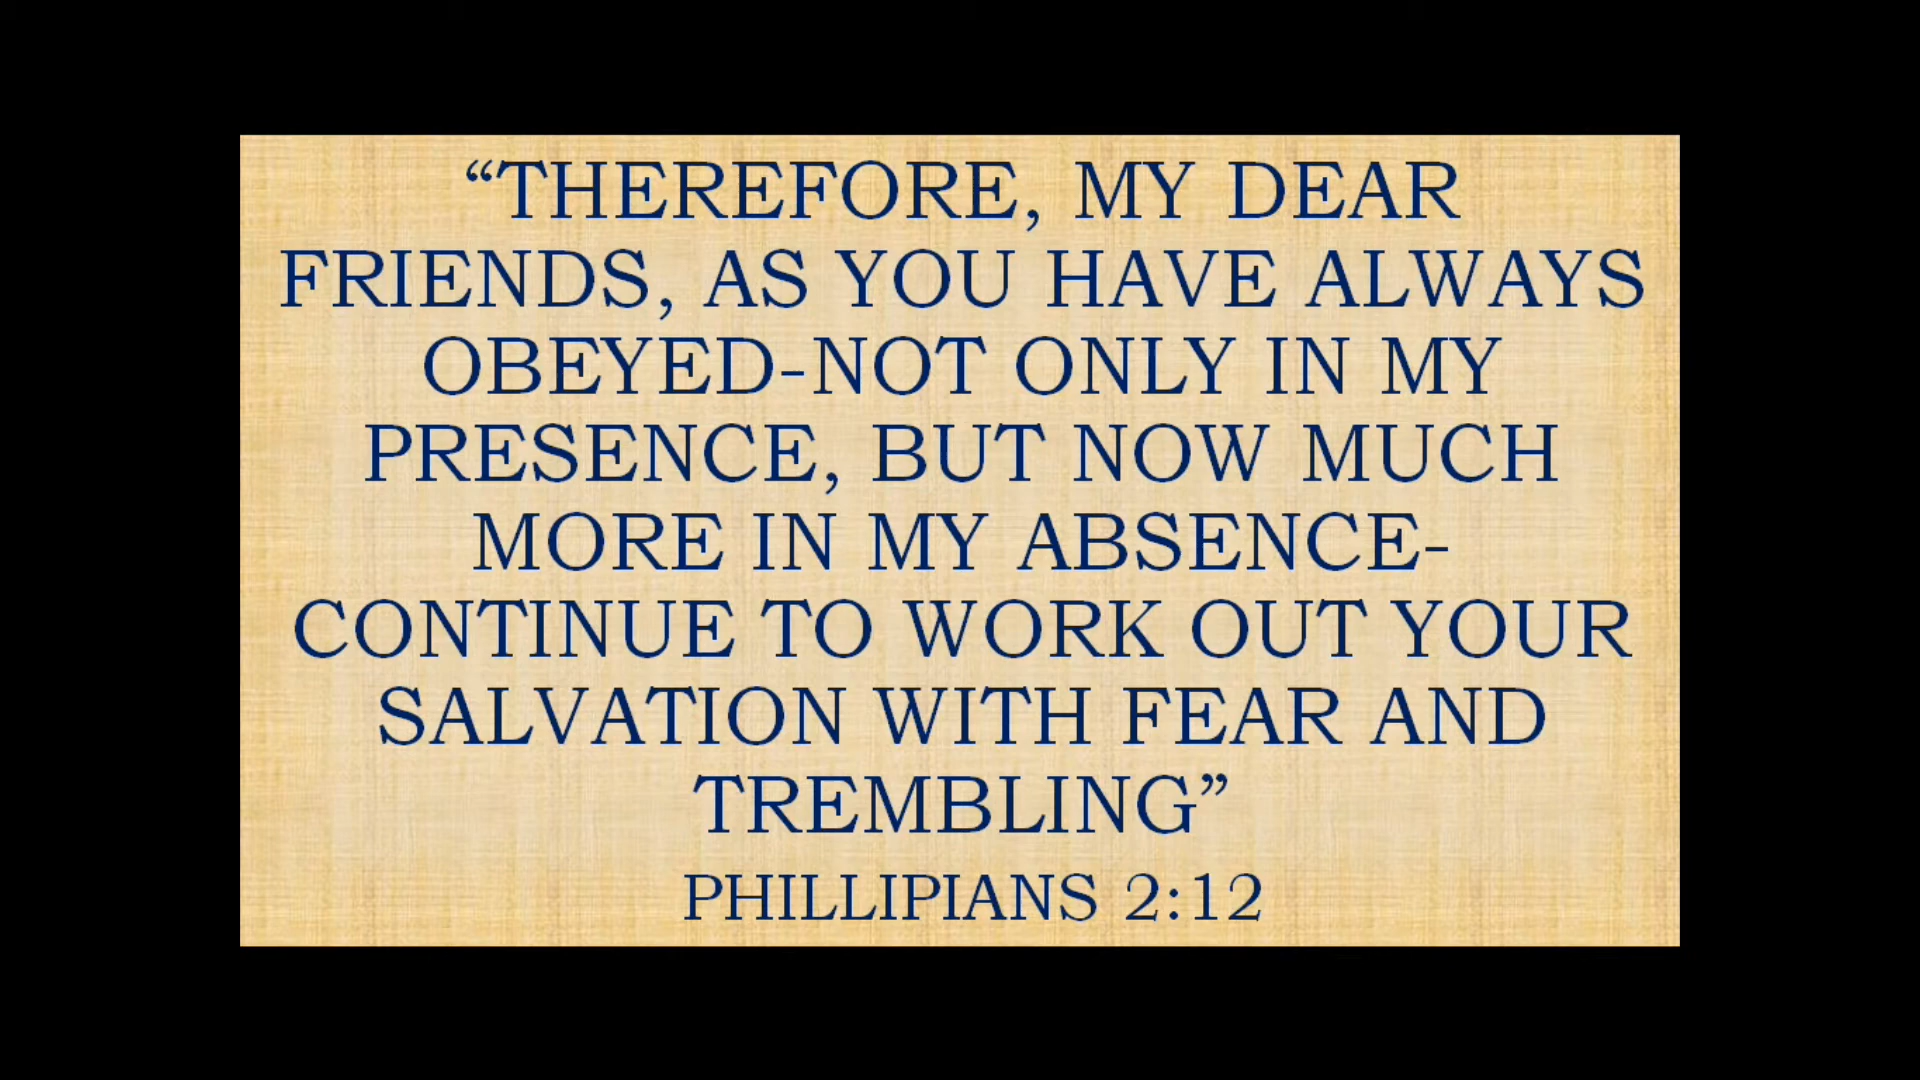 “THEREFORE, MY DEAR
FRIENDS, AS YOU HAVE ALWAYS
OBEYED-NOT ONLY IN MY
PRESENCE, BUT NOW MUCH
MORE IN MY ABSENCE-
CONTINUE TO WORK OUT YOUR
SALVATION WITH FEAR AND
TREMBLING”
PHILLIPIANS 2:12